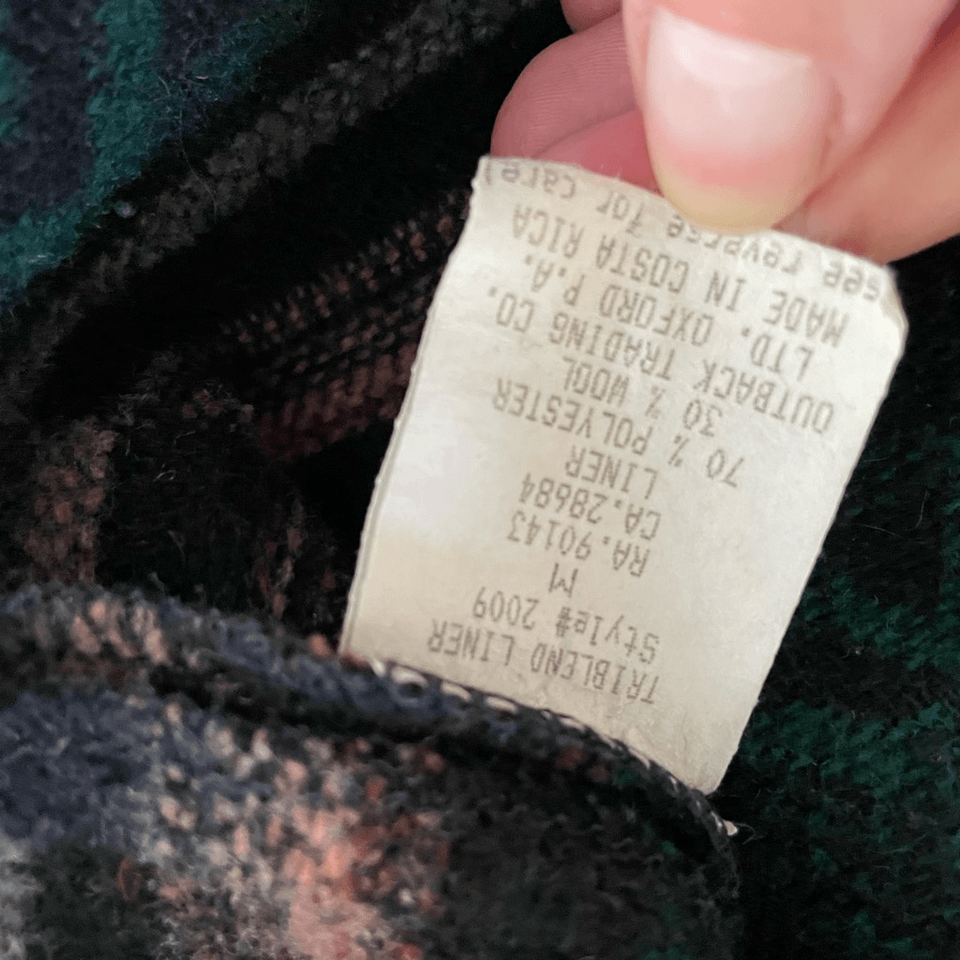 TRIBLEND LINER
Style# 2009
M
RA.90143
CA.28684
LINER
70 % POLYESTER
30 % WOOL
OUTBACK TRADING CO.
LTD. OXFORD P.A.
MADE IN COSTA RICA
see reverse for care)